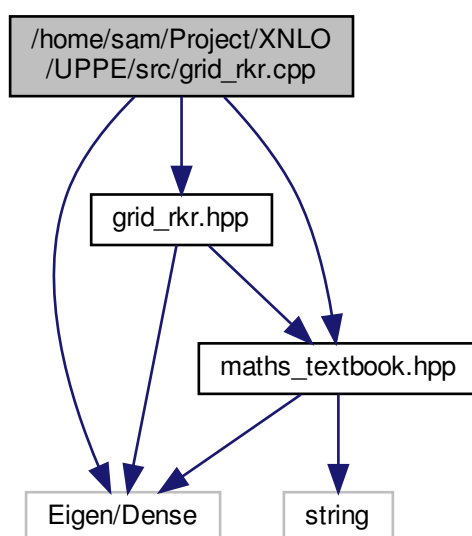 /home/sam/Project/XNLO
/UPPE/src/grid_rkr.cpp
grid_rkr.hpp
maths_textbook.hpp
Eigen/Dense
string